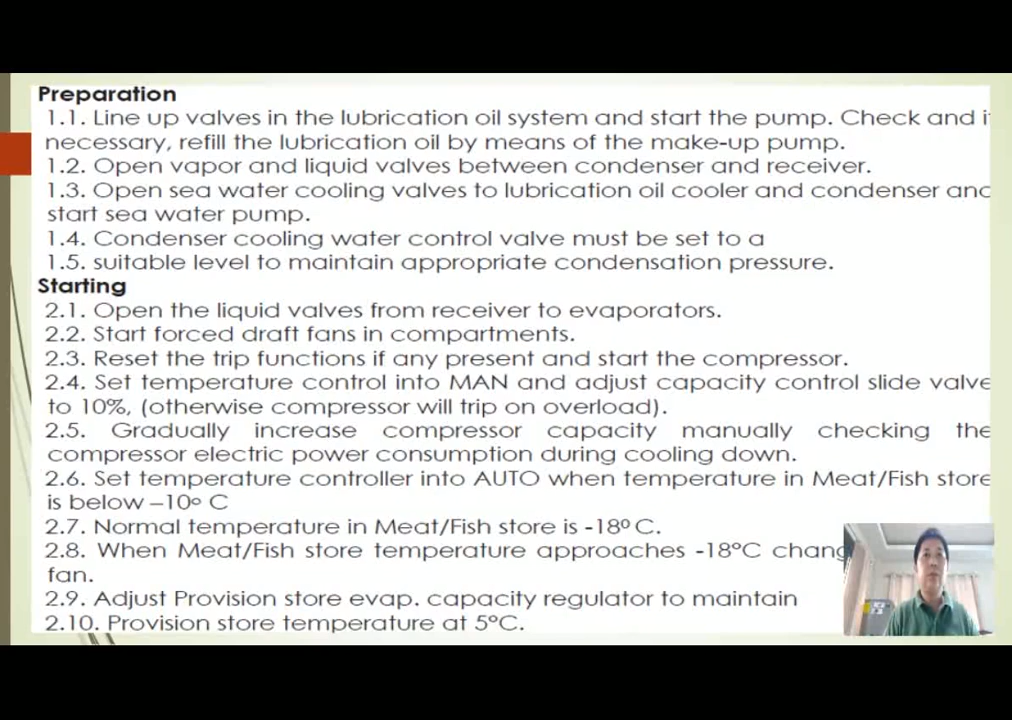 Preparation
1.1. Line up valves in the lubrication oil system and start the pump. Check and
necessary, refill the lubrication oil by means of the make-up pump.
1.2. Open vapor and liquid valves between condenser and receiver.
1.3. Open sea water cooling valves to lubrication oil cooler and condenser
start sea water pump.
1.4. Condenser cooling water control valve must be set to a
1.5. suitable level to maintain appropriate condensation pressure.
Starting
2.1. Open the liquid valves from receiver to evaporators.
2.2. Start forced draft fans in compartments.
2.3. Reset the trip functions if any present and start the compressor.
2.4. Set temperature control into MAN and adjust capacity control slide valve
to 10%, (otherwise compressor will trip on overload).
2.5. Gradually increase compressor capacity manually checking the
compressor electric power consumption during cooling down.
2.6. Set temperature controller into AUTO when temperature in Meat/Fish store
is below –10º C
2.7. Normal temperature in Meat/Fish store is -18⁰ C.
2.8. When Meat/Fish store temperature approaches -18°C
fan.
2.9. Adjust Provision store evap. capacity regulator to maintain
2.10. Provision store temperature at 5°C.